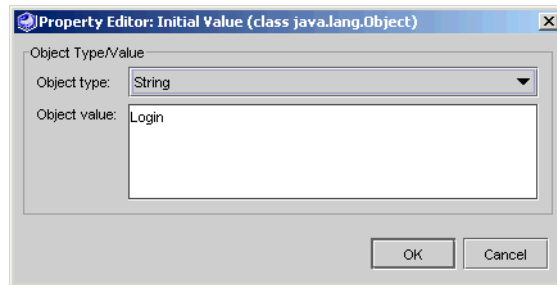 Property Editor: Initial Value (class java.lang.Object)
Object Type/Value
Object type: String
Object value: Login
OK Cancel